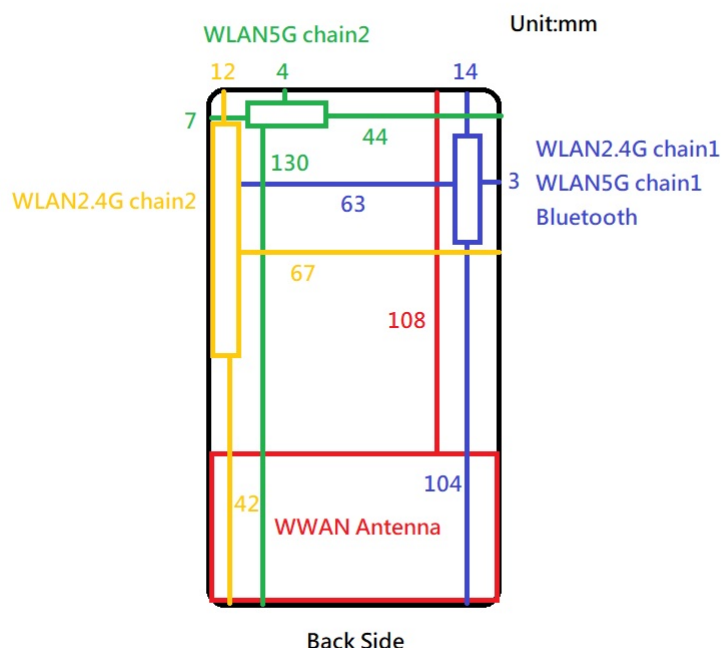 WLAN5G chain2
Unit:mm
12
4
14
7
44
130
WLAN2.4G chain1
WLAN5G chain1
Bluetooth
3
WLAN2.4G chain2
63
67
108
104
42
WWAN Antenna
Back Side